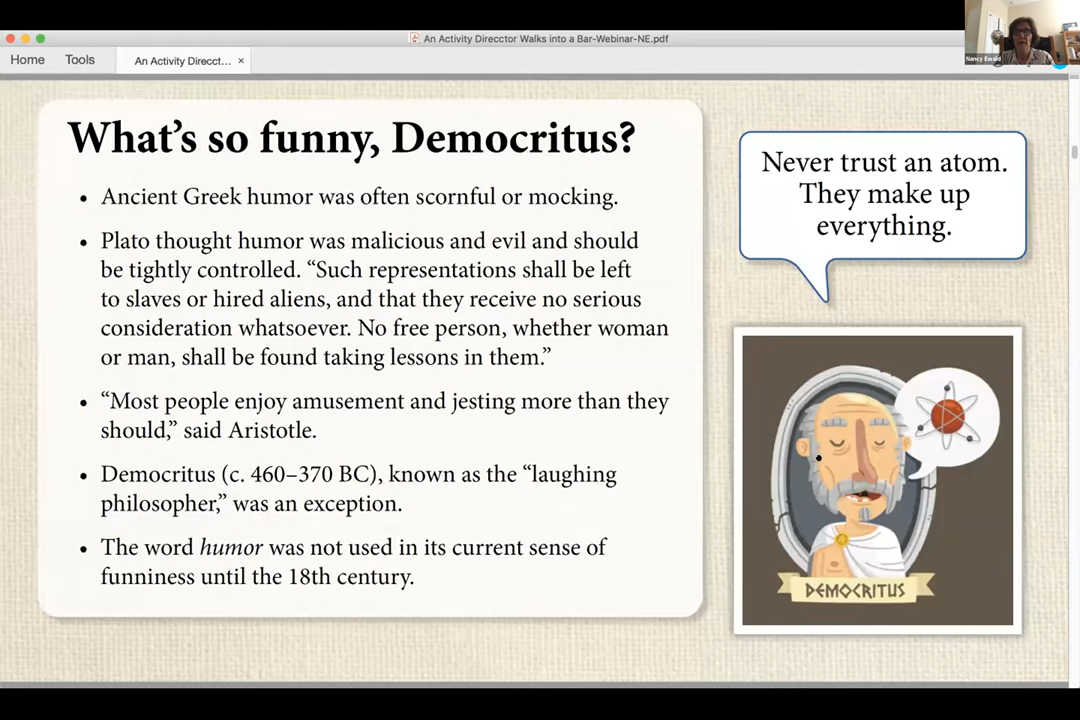 An Activity Direcctor Walks into a Bar-Webinar-NE.pdf
Home
Tools
An Activity Direcct...
×
Nancy Ewald
What's so funny, Democritus?
• Ancient Greek humor was often scornful or mocking.
• Plato thought humor was malicious and evil and should
be tightly controlled. “Such representations shall be left
to slaves or hired aliens, and that they receive no serious
consideration whatsoever. No free person, whether woman
or man, shall be found taking lessons in them.”
• “Most people enjoy amusement and jesting more than they
should,” said Aristotle.
• Democritus (c. 460–370 BC), known as the “laughing
philosopher,” was an exception.
• The word humor was not used in its current sense of
funniness until the 18th century.
Never trust an atom.
They make up
everything.
DEMOCRITUS